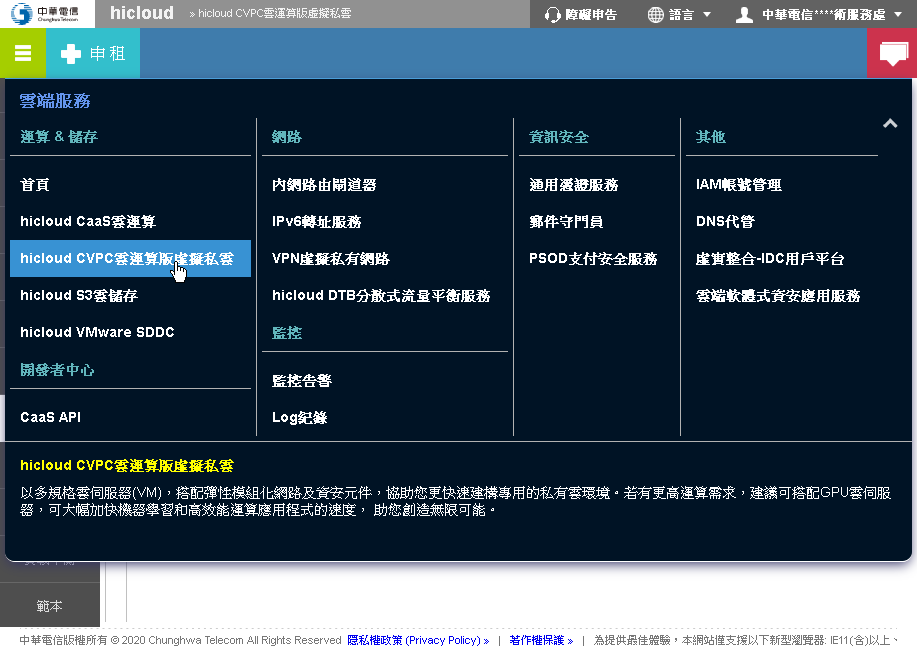 中華電信
Chunghwa Telecom
hicloud
» hicloud CVPC雲運算版虛擬私雲
障礙申告
語言
中華電信****術服務處
申租
雲端服務
運算 & 儲存
首頁
hicloud CaaS雲運算
hicloud CVPC雲運算版虛擬私雲
hicloud S3雲儲存
hicloud VMware SDDC
開發者中心
CaaS API
網路
內網路由閘道器
IPv6轉址服務
VPN虛擬私有網路
hicloud DTB分散式流量平衡服務
監控
監控告警
Log紀錄
資訊安全
通用憑證服務
郵件守門員
PSOD支付安全服務
其他
IAM帳號管理
DNS代管
虛實整合-IDC用戶平台
雲端軟體式資安應用服務
hicloud CVPC雲運算版虛擬私雲
以多規格雲伺服器(VM)，搭配彈性模組化網路及資安元件，協助您更快速建構專用的私有雲環境。若有更高運算需求，建議可搭配GPU雲伺服
器，可大幅加快機器學習和高效能運算應用程式的速度， 助您創造無限可能。
範本
中華電信版權所有 © 2020 Chunghwa Telecom All Rights Reserved 隱私權政策 (Privacy Policy) » | 著作權保護 » | 為提供最佳體驗，本網站僅支援以下新型瀏覽器: IE11(含)以上、